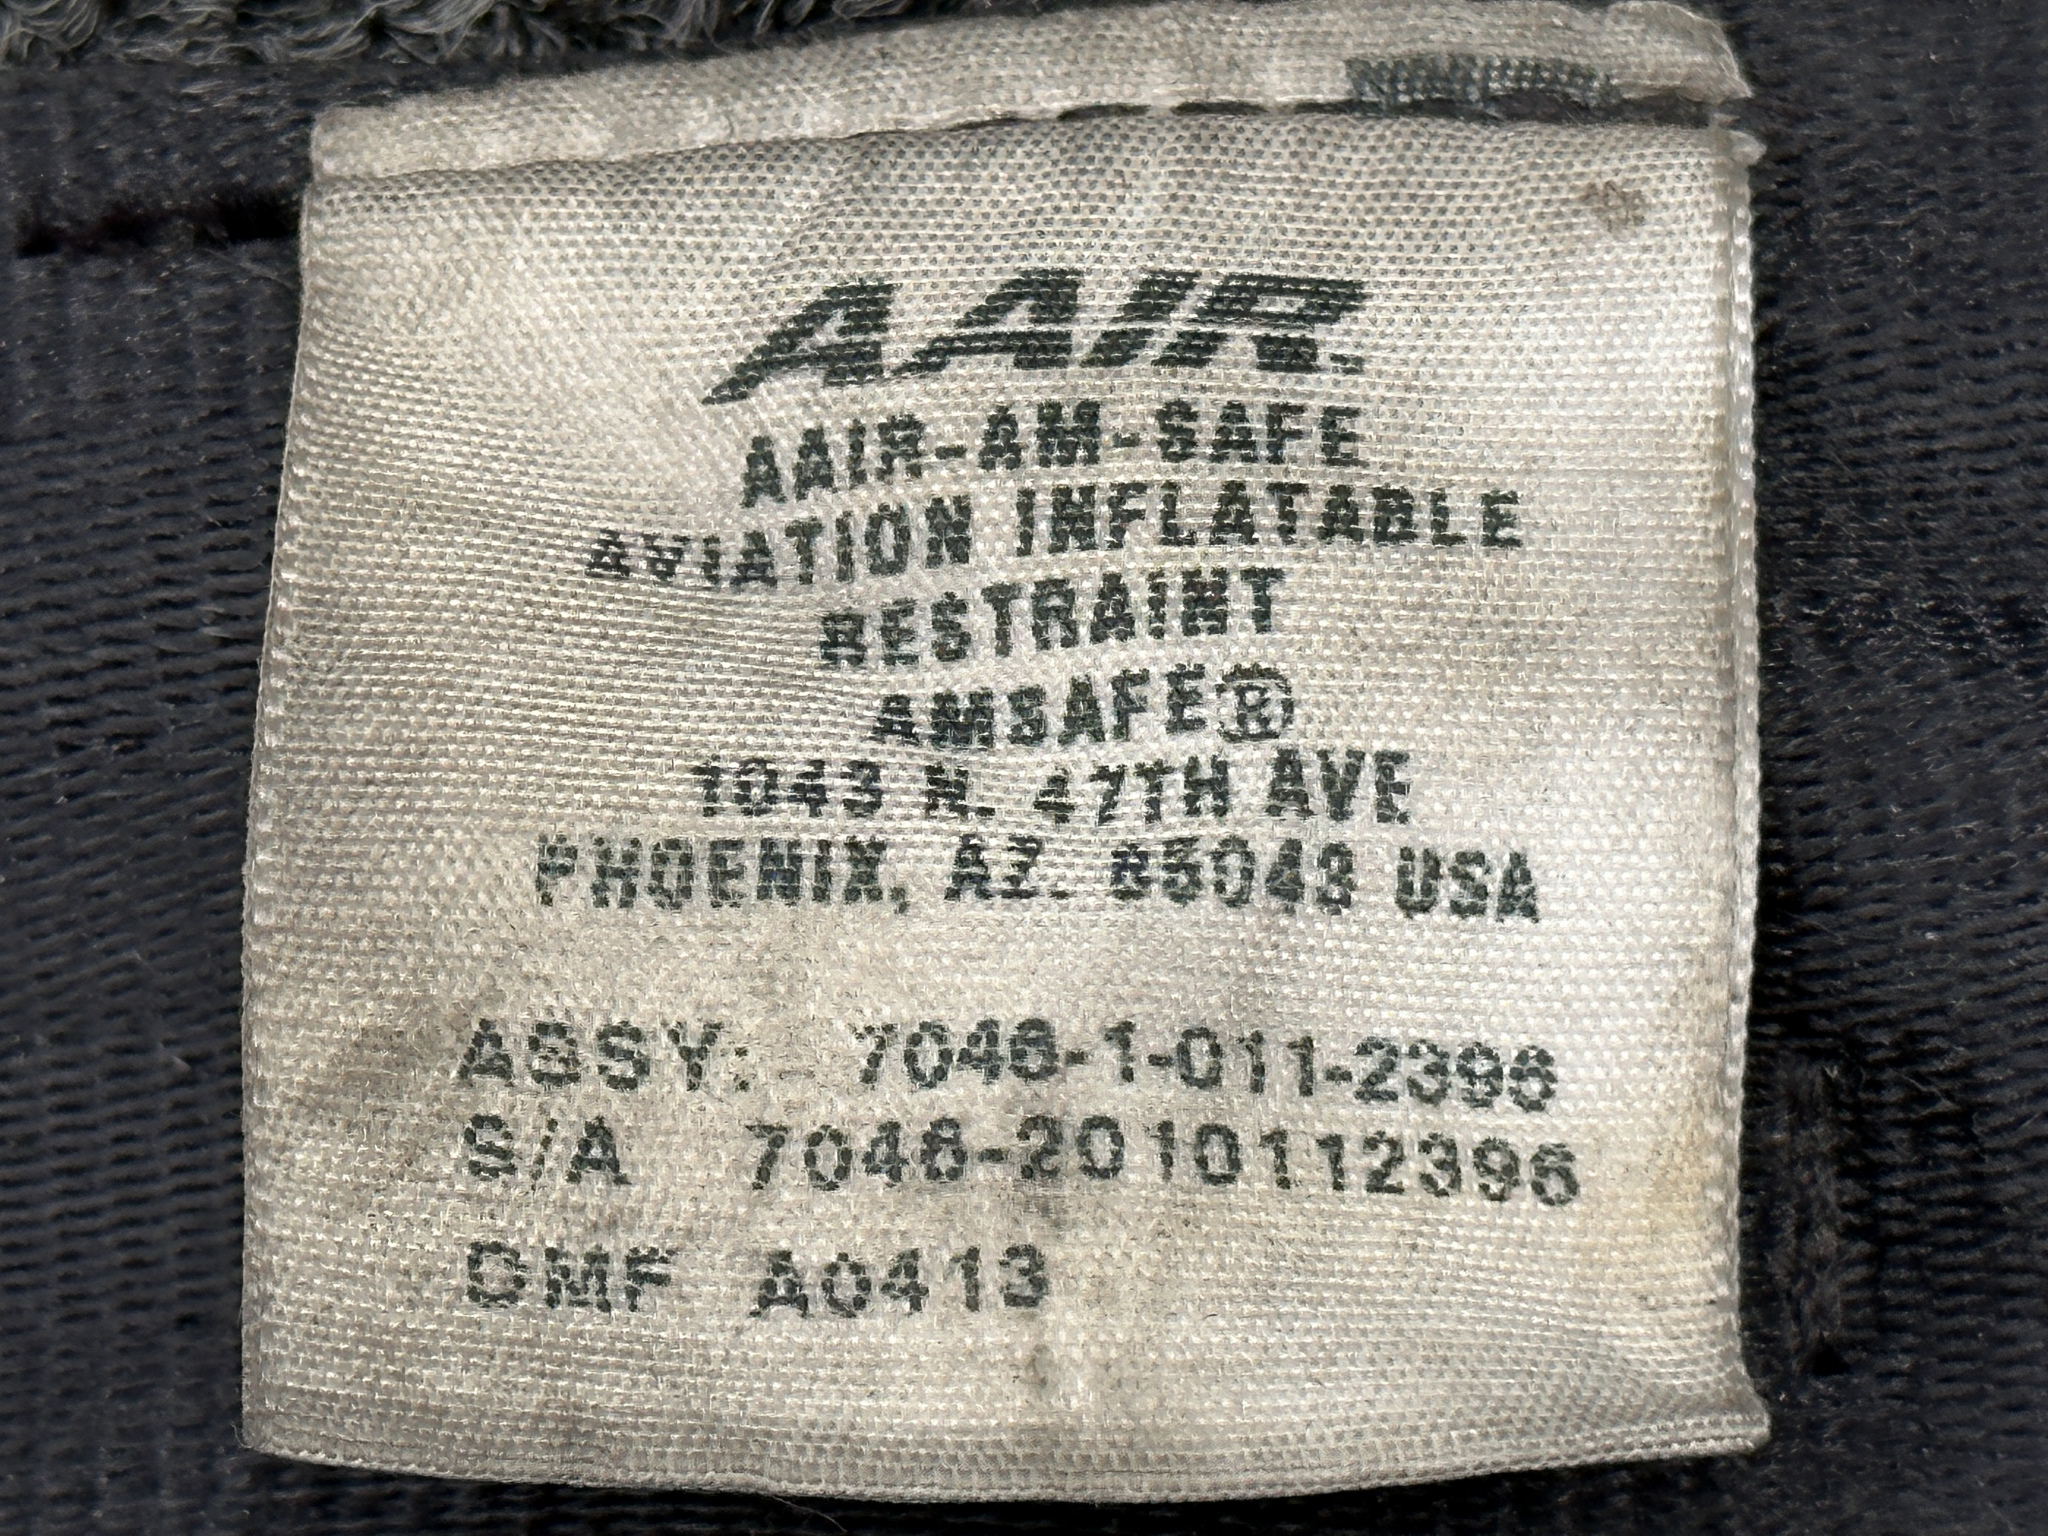 AAIR.
AAIR-AM-SAFE
AVIATION INFLATABLE
RESTRAINT
AMSAFE®
1043 N. 47TH AVE
PHOENIX, AZ. 85043 USA
ASSY. 7046-1-011-2396
S/A 7046-2010112396
DMF A0413